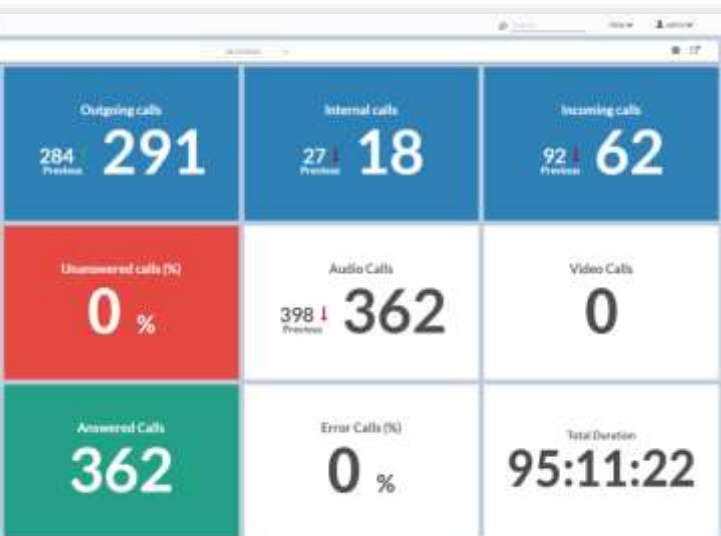 Outgoing calls
284 291
Previous
Internal calls
27 18
Previous
Incoming calls
92 62
Previous
Unanswered calls (%)
0 %
Audio Calls
398 362
Previous
Video Calls
0
Answered Calls
362
Error Calls (%)
0 %
Total Duration
95:11:22